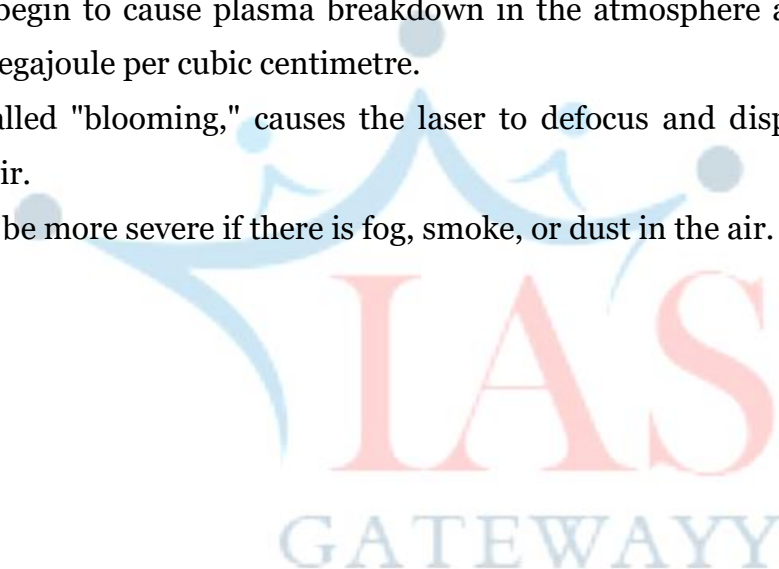 begin to cause plasma breakdown in the atmosphere
egajoule per cubic centimetre.
alled "blooming," causes the laser to defocus and disp
ir.
be more severe if there is fog, smoke, or dust in the air.
IAS
GATEWAYY